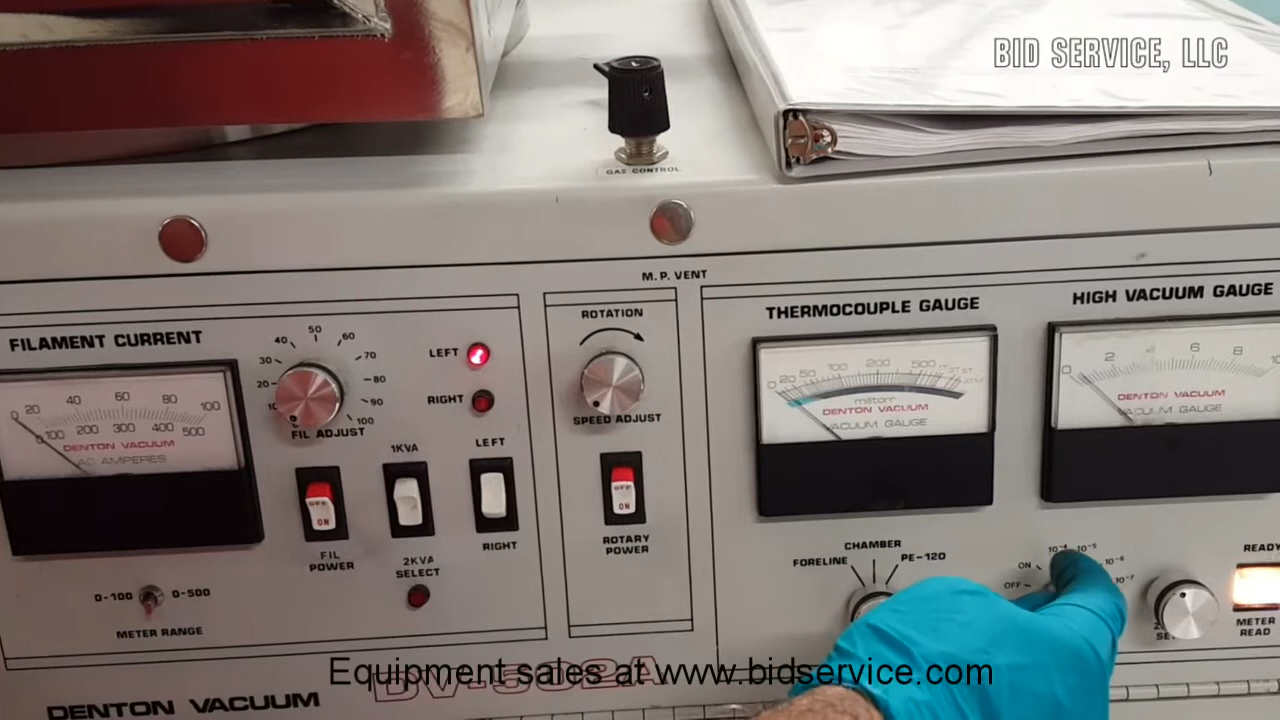 BID SERVICE, LLC
GAS CONTROL
M. P. VENT
FILAMENT CURRENT
0 20 40 60 80 100
0 100 200 300 400 500
DENTON VACUUM
AC AMPERES
10 20 30 40 50 60 70 80 90 100
FIL ADJUST
LEFT
RIGHT
1KVA
LEFT
OFF
ON
FIL
POWER
2KVA
SELECT
RIGHT
0-100 0-500
METER RANGE
ROTATION
SPEED ADJUST
OFF
ON
ROTARY
POWER
THERMOCOUPLE GAUGE
0 20 50 100 200 500
millitorr
DENTON VACUUM
VACUUM GAUGE
HIGH VACUUM GAUGE
0 2 4 6 8 10
DENTON VACUUM
VACUUM GAUGE
CHAMBER
FORELINE PE-120
ON
OFF
10-4 10-5
10-6
10-7
READY
METER
READ
DV-502A
Equipment sales at www.bidservice.com
DENTON VACUUM